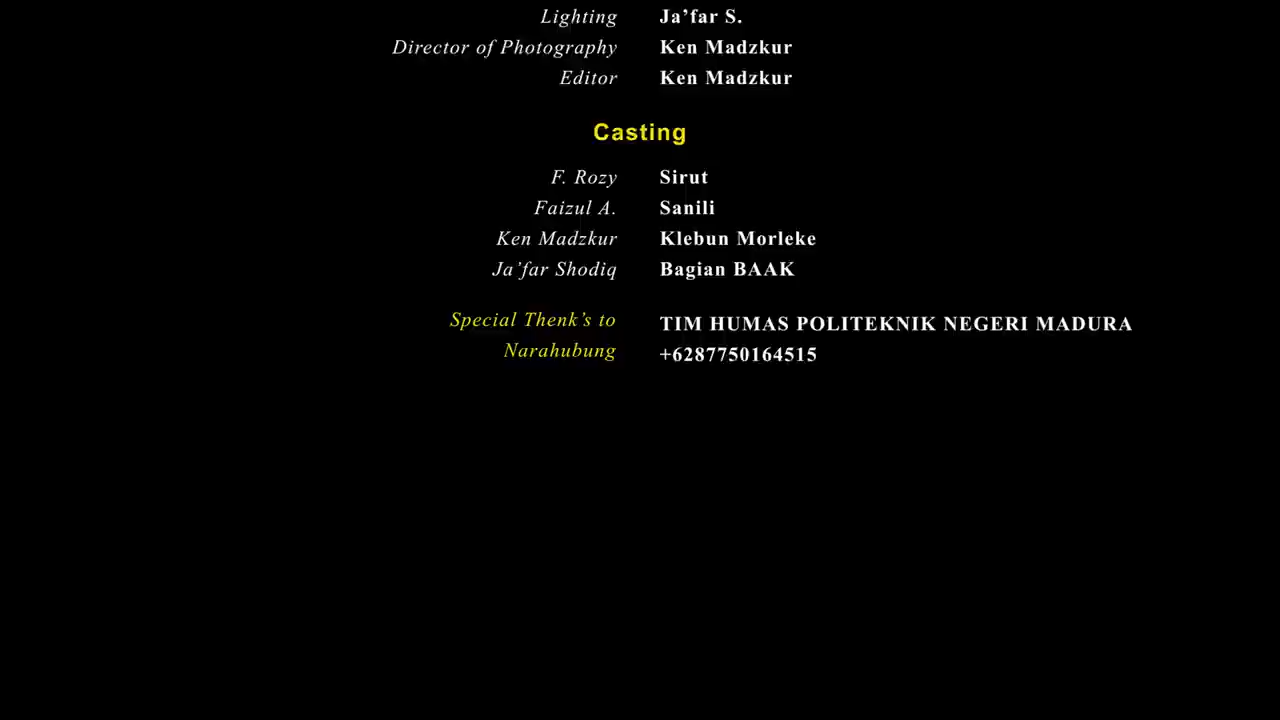 Lighting Ja’far S.
Director of Photography Ken Madzkur
Editor Ken Madzkur
Casting
F. Rozy Sirut
Faizul A. Sanili
Ken Madzkur Klebun Morleke
Ja’far Shodiq Bagian BAAK
Special Thenk’s to TIM HUMAS POLITEKNIK NEGERI MADURA
Narahubung +6287750164515